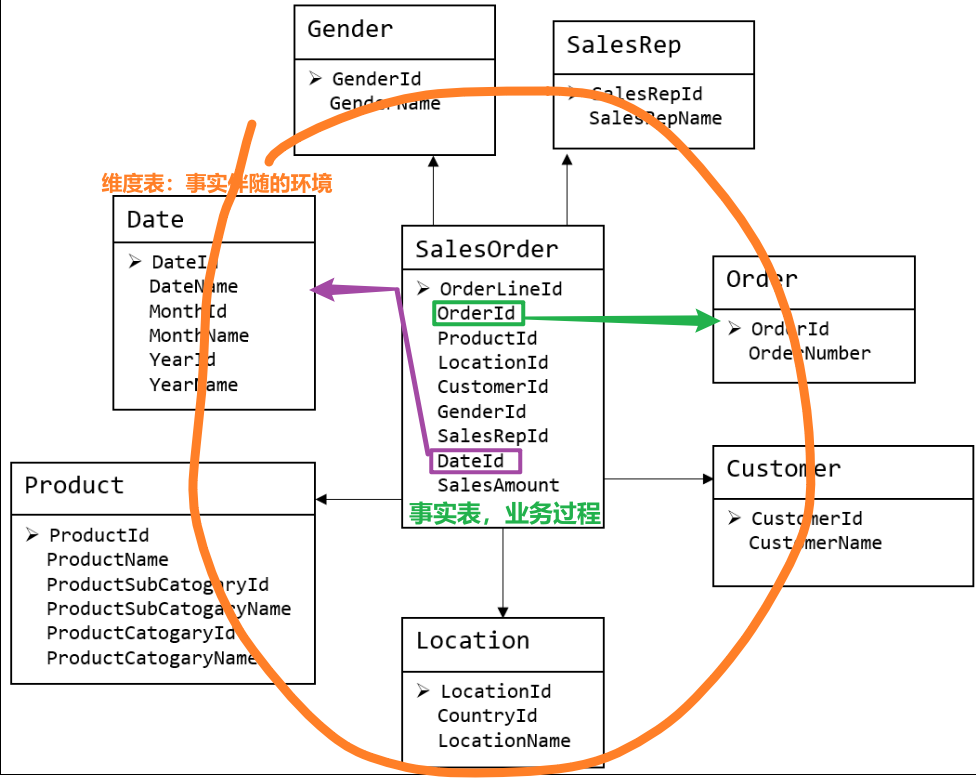 Gender
GenderId
GenderName
SalesRep
SalesRepId
SalesRepName
维度表：事实伴随的环境
Date
DateId
DateName
MonthId
MonthName
YearId
YearName
SalesOrder
OrderLineId
OrderId
ProductId
LocationId
CustomerId
GenderId
SalesRepId
DateId
SalesAmount
事实表，业务过程
Order
OrderId
OrderNumber
Product
ProductId
ProductName
ProductSubCatogaryId
ProductSubCatogaryName
ProductCatogaryId
ProductCatogaryName
Customer
CustomerId
CustomerName
Location
LocationId
CountryId
LocationName